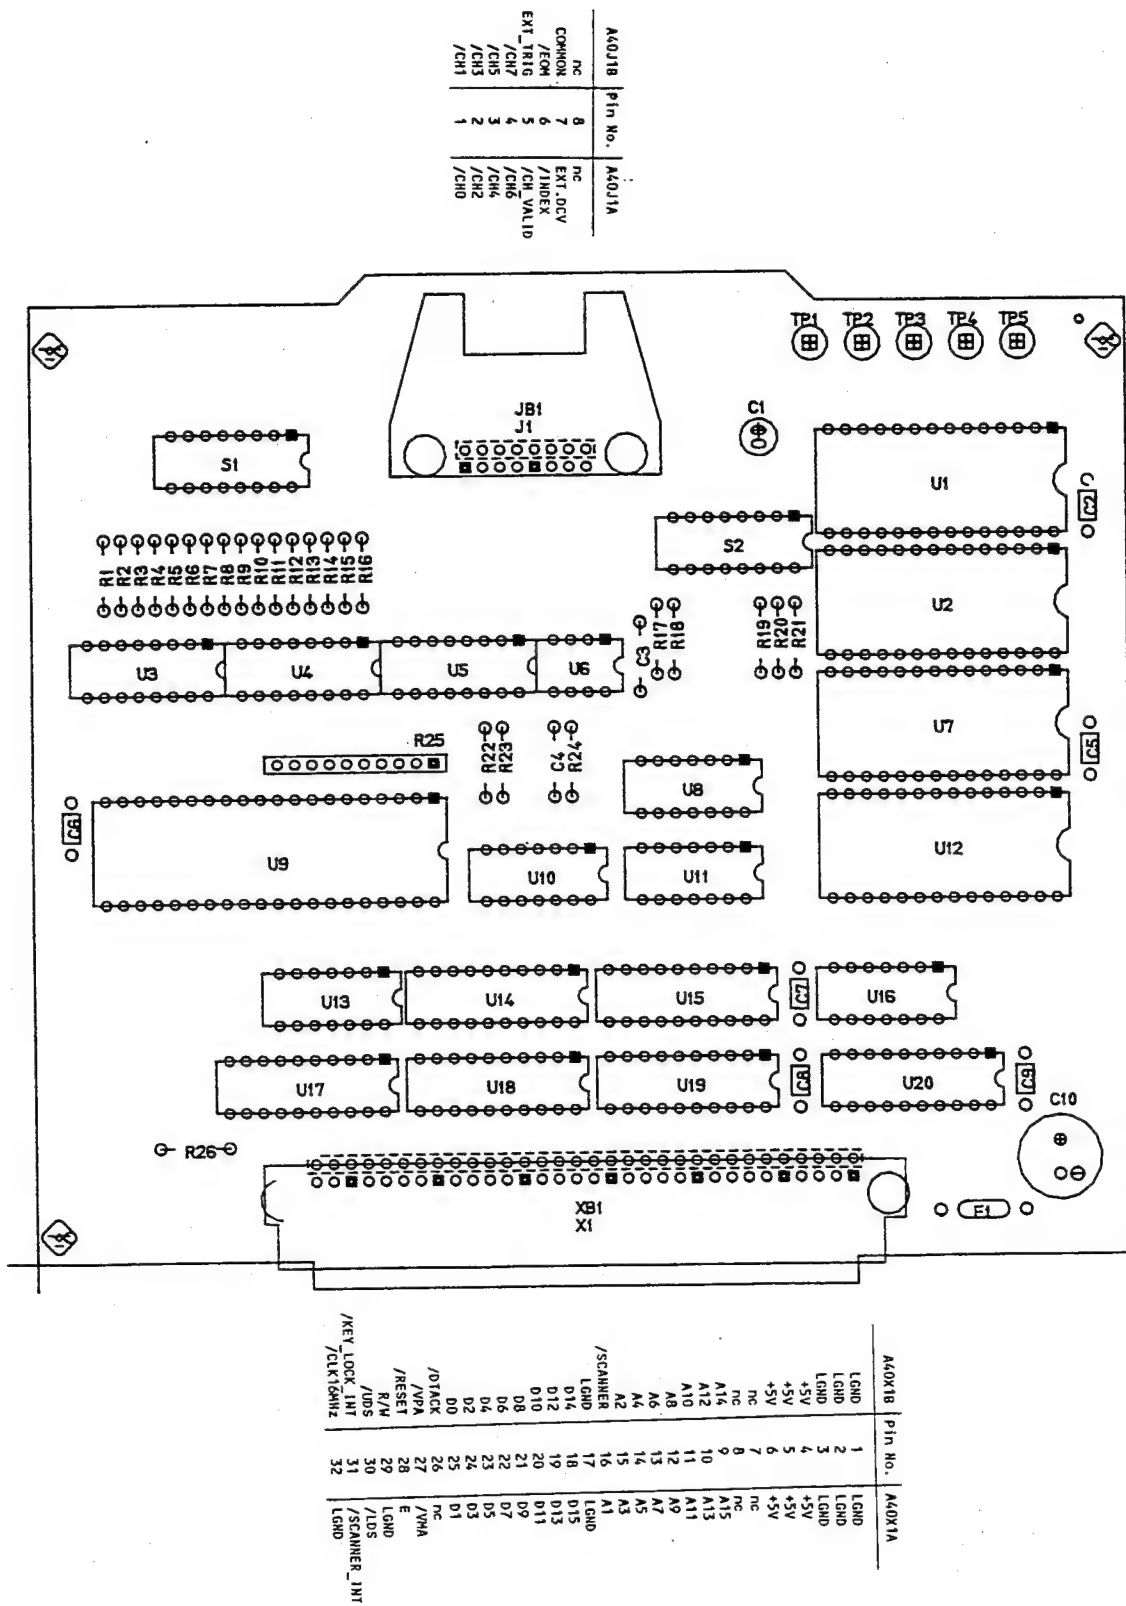 A40J1B Pin No. A40J1A
nc 8 nc
COMMON 7 EXT.DCV
/EOM 6 /INDEX
EXT_TRIG 5 /CH_VALID
/CH7 4 /CH6
/CH5 3 /CH4
/CH3 2 /CH2
/CH1 1 /CH0
TP1 TP2 TP3 TP4 TP5
JB1
J1
C1
S1
U1
C2
S2
R1 R2 R3 R4 R5 R6 R7 R8 R9 R10 R11 R12 R13 R14 R15 R16
U2
R17 R18 R19 R20 R21
C3
U3 U4 U5 U6
U7
C5
R25
R22 R23 C4 R24
U8
C6
U9
U10
U11
U12
U13 U14 U15 C7 U16
U17 U18 U19 C8 U20 C9
C10
R26
XB1
X1
F1
A40X1B Pin No. A40X1A
LGND 1 LGND
LGND 2 LGND
LGND 3 LGND
+5V 4 +5V
+5V 5 +5V
+5V 6 +5V
nc 7 nc
nc 8 nc
A14 9 A15
A12 10 A13
A10 11 A11
A8 12 A9
A6 13 A7
A4 14 A5
A2 15 A3
/SCANNER 16 A1
LGND 17 LGND
D14 18 D15
D12 19 D13
D10 20 D11
D8 21 D9
D6 22 D7
D4 23 D5
D2 24 D3
D0 25 D1
/DTACK 26 nc
/VPA 27 /VMA
/RESET 28 E
R/W 29 LGND
/UDS 30 /LDS
/KEY_LOCK_INT 31 /SCANNER_INT
/CLK16MHz 32 LGND